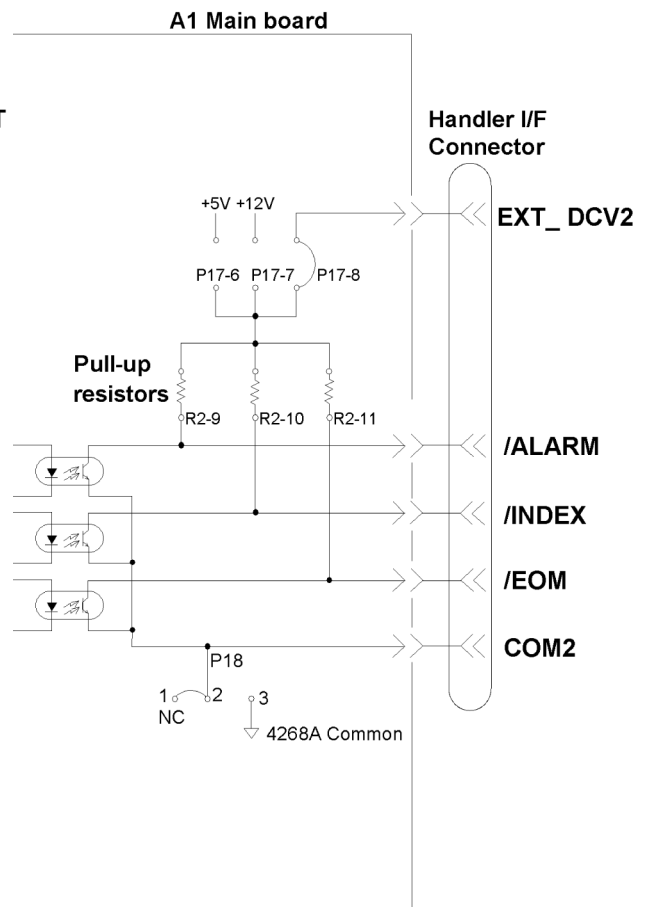 A1 Main board
T
Handler I/F
Connector
+5V +12V
EXT_ DCV2
P17-6 P17-7 P17-8
Pull-up
resistors
R2-9 R2-10 R2-11
/ALARM
/INDEX
/EOM
COM2
P18
1 2 3
NC
4268A Common